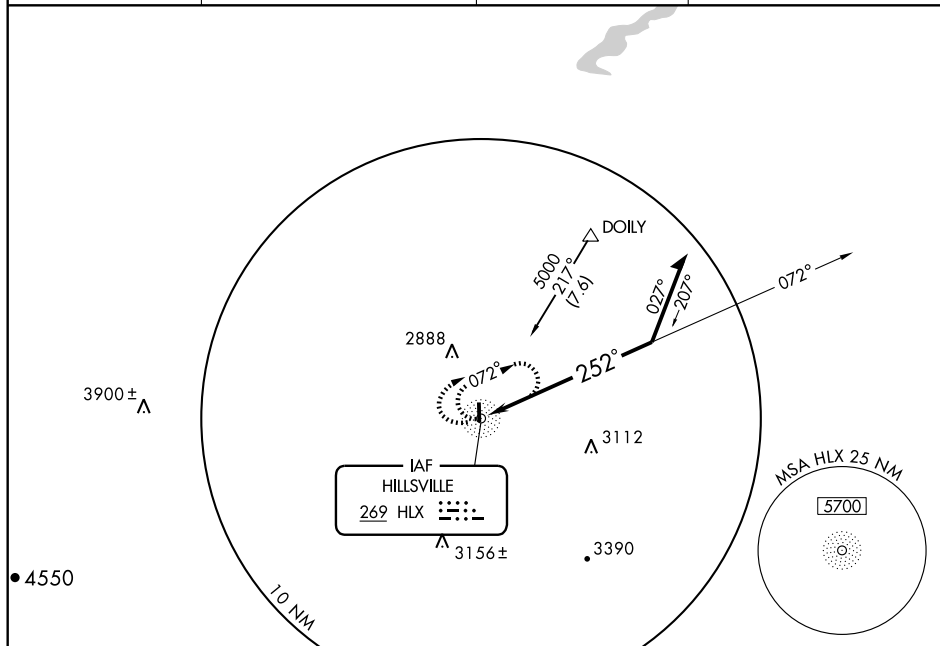 DOILY
5000
217°
(7.6)
027°
207°
072°
2888
072°
252°
3900 ±
3112
IAF
HILLSVILLE
269 HLX
MSA HLX 25 NM
5700
3156 ±
3390
4550
10 NM